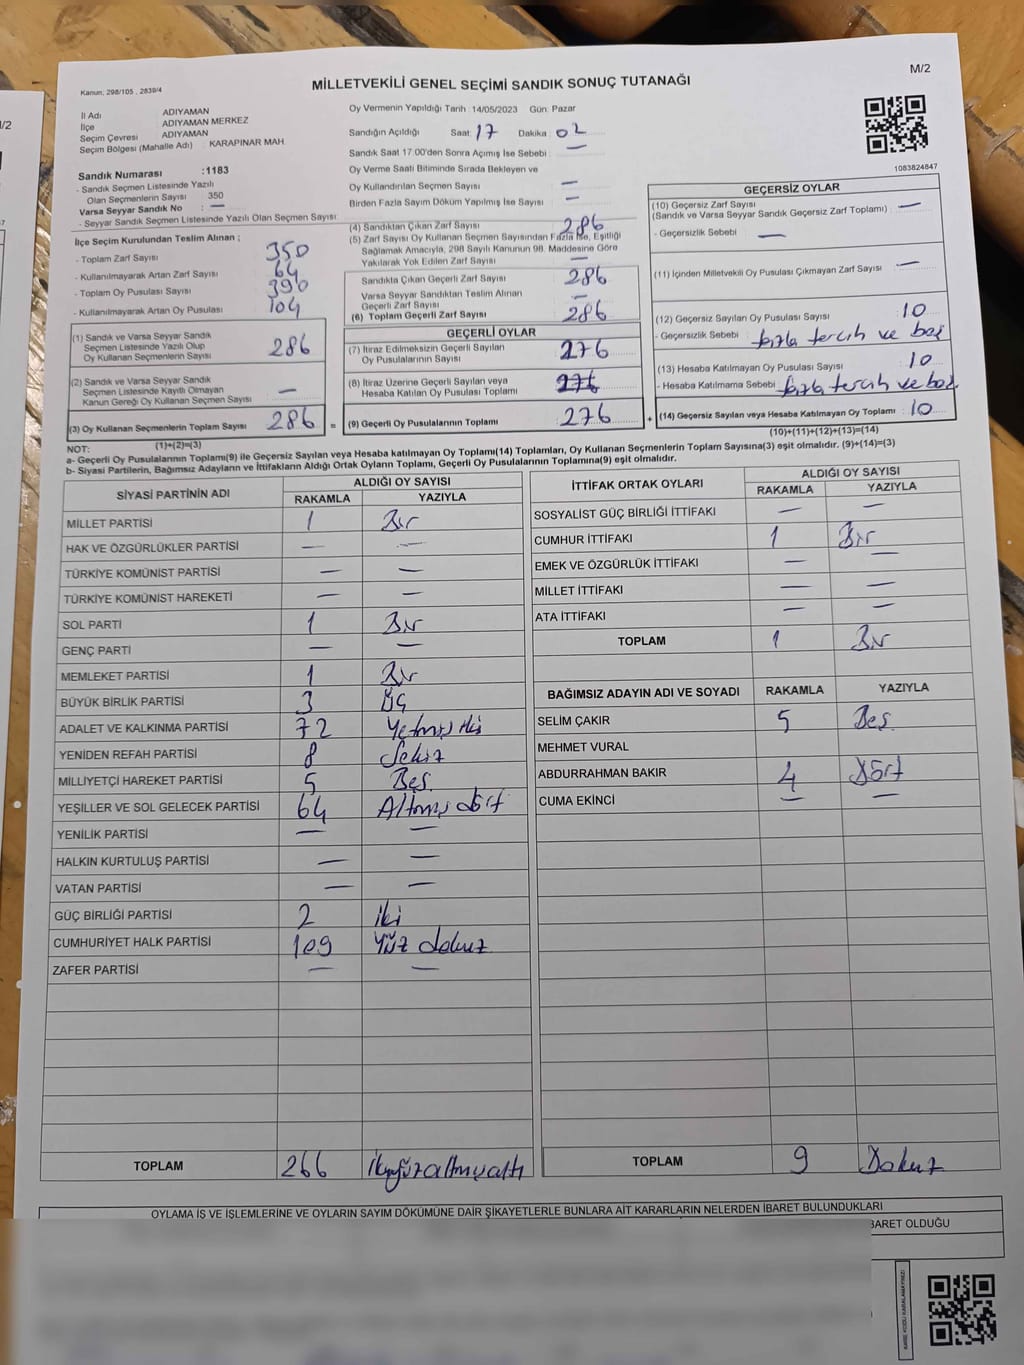 M/2
Kanun, 298/105 , 2839/4
MİLLETVEKİLİ GENEL SEÇİMİ SANDIK SONUÇ TUTANAĞI
İl Adı ADIYAMAN
İlçe ADIYAMAN MERKEZ
Seçim Çevresi ADIYAMAN
Seçim Bölgesi (Mahalle Adı) : KARAPINAR MAH.
Sandık Numarası :1183
- Sandık Seçmen Listesinde Yazılı
Olan Seçmenlerin Sayısı 350
Varsa Seyyar Sandık No : —
- Seyyar Sandık Seçmen Listesinde Yazılı Olan Seçmen Sayısı
İlçe Seçim Kurulundan Teslim Alınan ;
- Toplam Zarf Sayısı 350
- Kullanılmayarak Artan Zarf Sayısı 64
- Toplam Oy Pusulası Sayısı 390
- Kullanılmayarak Artan Oy Pusulası 104
(1) Sandık ve Varsa Seyyar Sandık
Seçmen Listesinde Yazılı Olup
Oy Kullanan Seçmenlerin Sayısı 286
(2) Sandık ve Varsa Seyyar Sandık
Seçmen Listesinde Kayıtlı Olmayan
Kanun Gereği Oy Kullanan Seçmen Sayısı —
(3) Oy Kullanan Seçmenlerin Toplam Sayısı 286 =
(1)+(2)=(3)
Oy Vermenin Yapıldığı Tarih : 14/05/2023 Gün: Pazar
Sandığın Açıldığı Saat: 17 Dakika : 02
Sandık Saat 17.00'den Sonra Açmış İse Sebebi : —
Oy Verme Saati Bitiminde Sırada Bekleyen ve
Oy Kullandırılan Seçmen Sayısı —
Birden Fazla Sayım Döküm Yapılmış İse Sayısı : —
(4) Sandıktan Çıkan Zarf Sayısı 286
(5) Zarf Sayısı Oy Kullanan Seçmen Sayısından Fazla İse, Eşitliği
Sağlamak Amacıyla, 298 Sayılı Kanunun 98. Maddesine Göre
Yakılarak Yok Edilen Zarf Sayısı —
Sandıkta Çıkan Geçerli Zarf Sayısı 286
Varsa Seyyar Sandıktan Teslim Alınan
Geçerli Zarf Sayısı —
(6) Toplam Geçerli Zarf Sayısı 286
GEÇERLİ OYLAR
(7) İtiraz Edilmeksizin Geçerli Sayılan
Oy Pusulalarının Sayısı 276
(8) İtiraz Üzerine Geçerli Sayılan veya
Hesaba Katılan Oy Pusulası Toplamı 276
(9) Geçerli Oy Pusulalarının Toplamı 276 +
1083824847
GEÇERSİZ OYLAR
(10) Geçersiz Zarf Sayısı —
(Sandık ve Varsa Seyyar Sandık Geçersiz Zarf Toplamı) :
- Geçersizlik Sebebi : —
(11) İçinden Milletvekili Oy Pusulası Çıkmayan Zarf Sayısı : —
(12) Geçersiz Sayılan Oy Pusulası Sayısı : 10
- Geçersizlik Sebebi : fazla tercih ve boş
(13) Hesaba Katılmayan Oy Pusulası Sayısı : 10
- Hesaba Katılmama Sebebi : fazla tercih ve boş
(14) Geçersiz Sayılan veya Hesaba Katılmayan Oy Toplamı : 10
(10)+(11)+(12)+(13)=(14)
NOT:
a- Geçerli Oy Pusulalarının Toplamı(9) ile Geçersiz Sayılan veya Hesaba katılmayan Oy Toplamı(14) Toplamları, Oy Kullanan Seçmenlerin Toplam Sayısına(3) eşit olmalıdır. (9)+(14)=(3)
b- Siyasi Partilerin, Bağımsız Adayların ve İttifakların Aldığı Ortak Oyların Toplamı, Geçerli Oy Pusulalarının Toplamına(9) eşit olmalıdır.
SİYASİ PARTİNİN ADI ALDIĞI OY SAYISI
RAKAMLA YAZIYLA
MİLLET PARTİSİ 1 Bir
HAK VE ÖZGÜRLÜKLER PARTİSİ — —
TÜRKİYE KOMÜNİST PARTİSİ — —
TÜRKİYE KOMÜNİST HAREKETİ — —
SOL PARTİ 1 Bir
GENÇ PARTİ — —
MEMLEKET PARTİSİ 1 Bir
BÜYÜK BİRLİK PARTİSİ 3 Üç
ADALET VE KALKINMA PARTİSİ 72 Yetmiş iki
YENİDEN REFAH PARTİSİ 8 Sekiz
MİLLİYETÇİ HAREKET PARTİSİ 5 Beş
YEŞİLLER VE SOL GELECEK PARTİSİ 64 Altmış dört
YENİLİK PARTİSİ — —
HALKIN KURTULUŞ PARTİSİ — —
VATAN PARTİSİ — —
GÜÇ BİRLİĞİ PARTİSİ 2 iki
CUMHURİYET HALK PARTİSİ 109 Yüz dokuz
ZAFER PARTİSİ — —
TOPLAM 266 ikiyüzaltmışaltı
İTTİFAK ORTAK OYLARI ALDIĞI OY SAYISI
RAKAMLA YAZIYLA
SOSYALİST GÜÇ BİRLİĞİ İTTİFAKI — —
CUMHUR İTTİFAKI 1 Bir
EMEK VE ÖZGÜRLÜK İTTİFAKI — —
MİLLET İTTİFAKI — —
ATA İTTİFAKI — —
TOPLAM 1 Bir
BAĞIMSIZ ADAYIN ADI VE SOYADI RAKAMLA YAZIYLA
SELİM ÇAKIR 5 Beş
MEHMET VURAL
ABDURRAHMAN BAKIR 4 Dört
CUMA EKİNCİ — —
TOPLAM 9 Dokuz
OYLAMA İŞ VE İŞLEMLERİNE VE OYLARIN SAYIM DÖKÜMÜNE DAİR ŞİKAYETLERLE BUNLARA AİT KARARLARIN NELERDEN İBARET BULUNDUKLARI
BARET OLDUĞU